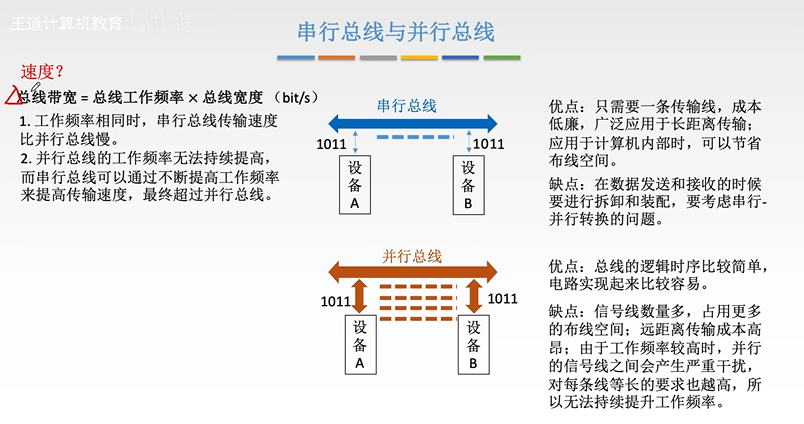 王道计算机教育
串行总线与并行总线
速度？
总线带宽 = 总线工作频率 × 总线宽度 （bit/s）
1. 工作频率相同时，串行总线传输速度
比并行总线慢。
2. 并行总线的工作频率无法持续提高，
而串行总线可以通过不断提高工作频率
来提高传输速度，最终超过并行总线。
串行总线
1011
1011
设
备
A
设
备
B
优点：只需要一条传输线，成本
低廉，广泛应用于长距离传输；
应用于计算机内部时，可以节省
布线空间。
缺点：在数据发送和接收的时候
要进行拆卸和装配，要考虑串行-
并行转换的问题。
并行总线
1011
1011
设
备
A
设
备
B
优点：总线的逻辑时序比较简单，
电路实现起来比较容易。
缺点：信号线数量多，占用更多
的布线空间；远距离传输成本高
昂；由于工作频率较高时，并行
的信号线之间会产生严重干扰，
对每条线等长的要求也越高，所
以无法持续提升工作频率。